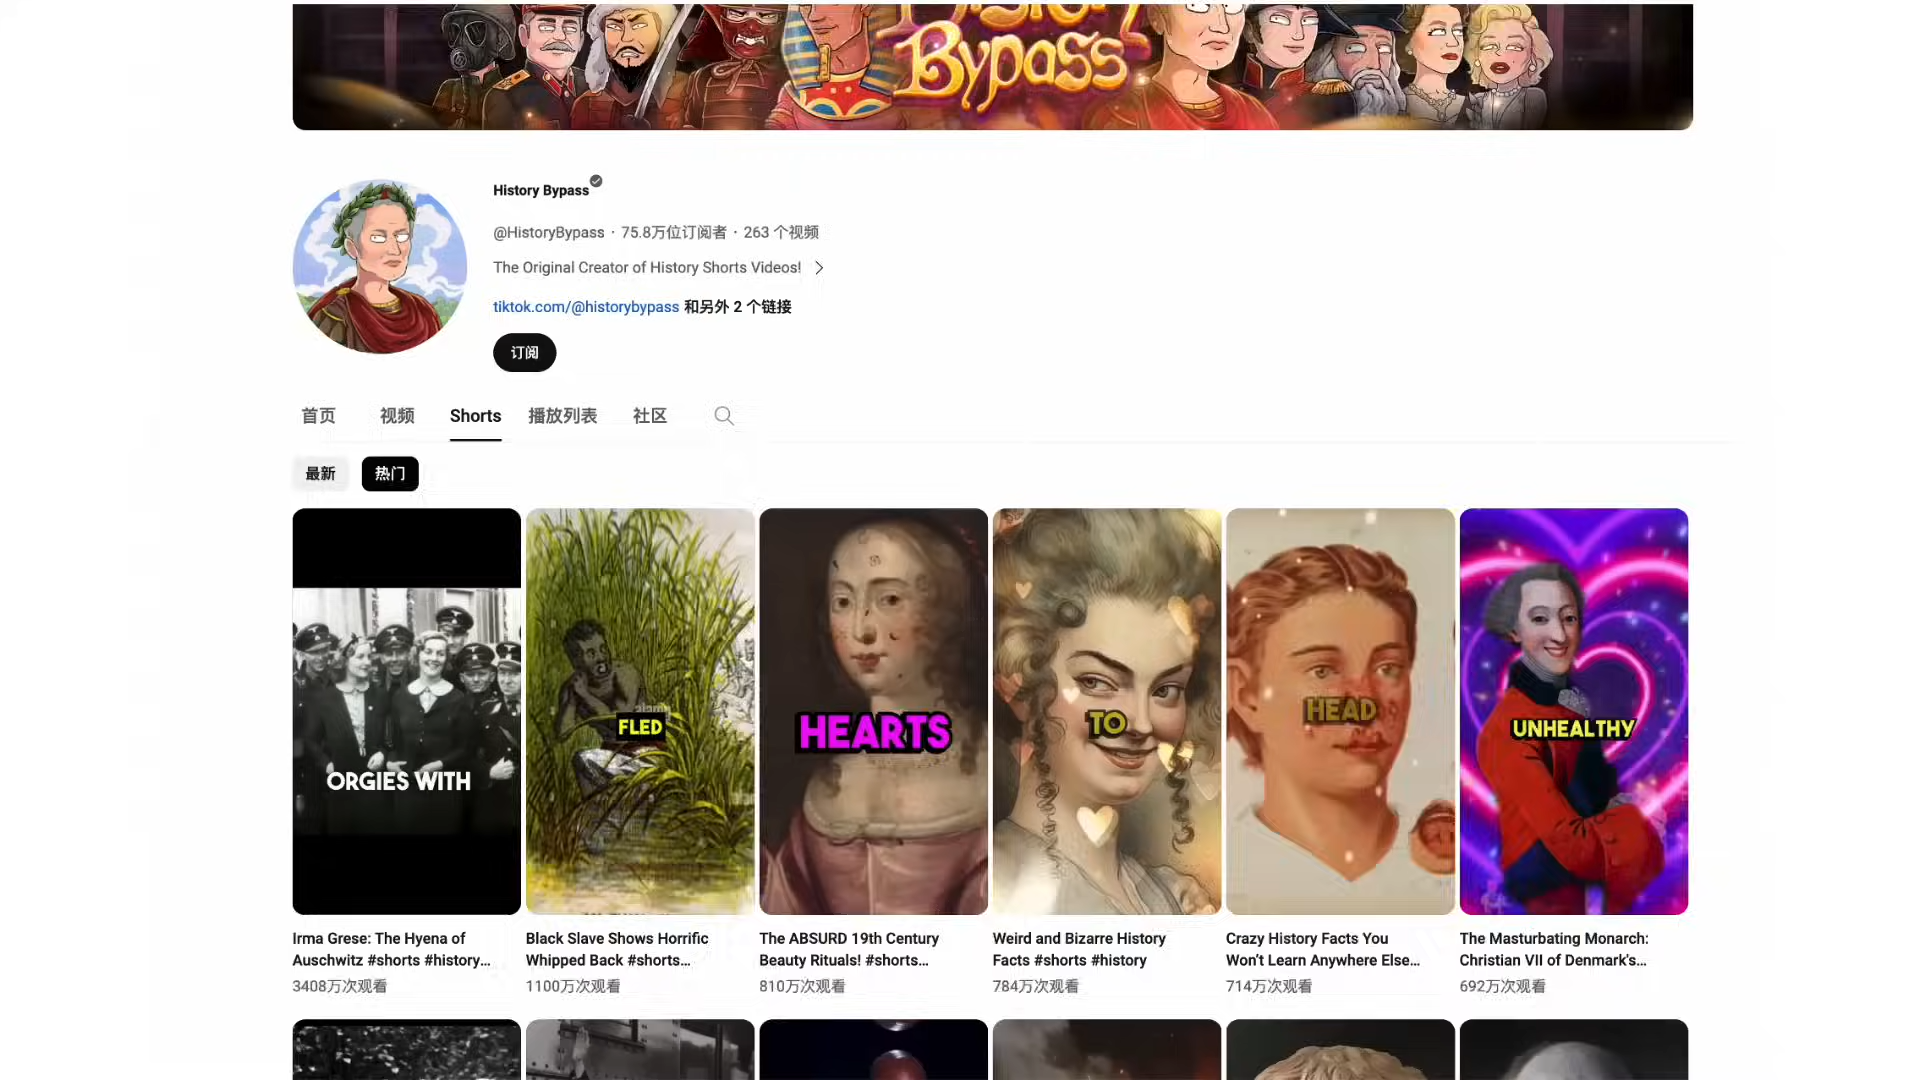 History
Bypass
History Bypass
@HistoryBypass · 75.8万位订阅者 · 263 个视频
The Original Creator of History Shorts Videos!
tiktok.com/@historybypass 和另外 2 个链接
订阅
首页 视频 Shorts 播放列表 社区
最新 热门
ORGIES WITH
alamy
FLED
HEARTS
TO
HEAD
UNHEALTHY
Irma Grese: The Hyena of
Auschwitz #shorts #history...
3408万次观看
Black Slave Shows Horrific
Whipped Back #shorts...
1100万次观看
The ABSURD 19th Century
Beauty Rituals! #shorts...
810万次观看
Weird and Bizarre History
Facts #shorts #history
784万次观看
Crazy History Facts You
Won't Learn Anywhere Else...
714万次观看
The Masturbating Monarch:
Christian VII of Denmark's...
692万次观看